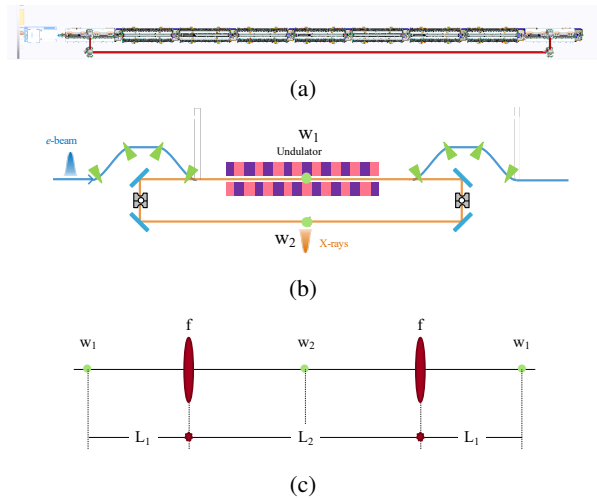 (a)
e-beam
w1
Undulator
w2
X-rays
(b)
f
f
w1
w2
w1
L1
L2
L1
(c)